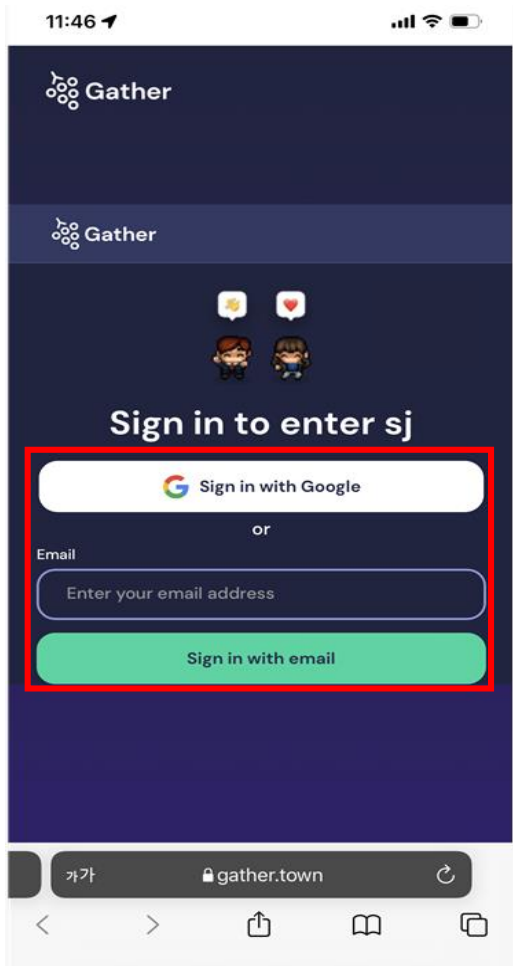 11:46
Gather
Gather
Sign in to enter sj
Sign in with Google
or
Email
Enter your email address
Sign in with email
가가 gather.town